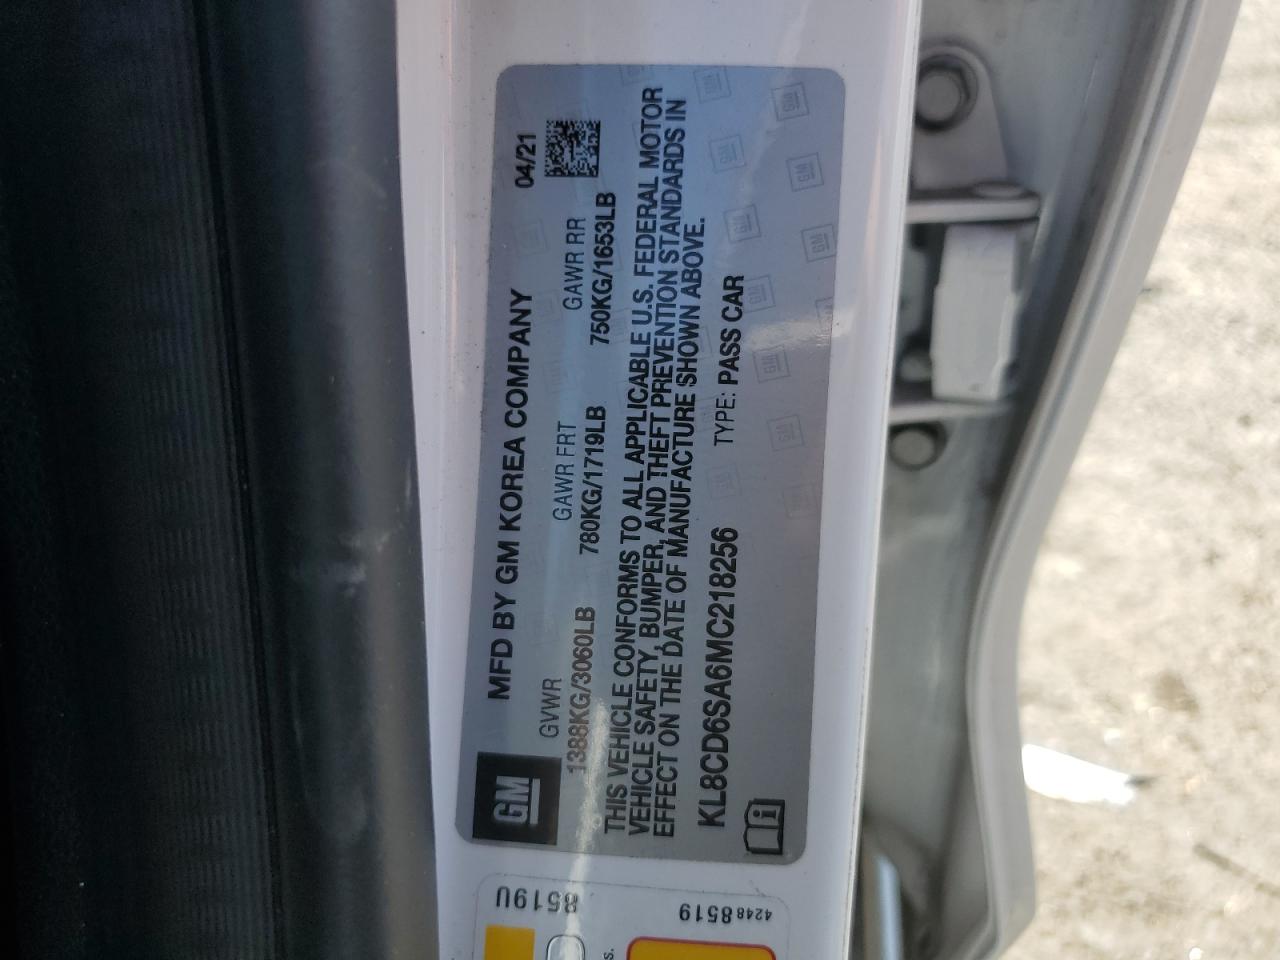 GM
MFD BY GM KOREA COMPANY
04/21
GVWR
GAWR FRT
GAWR RR
1388KG/3060LB
780KG/1719LB
750KG/1653LB
THIS VEHICLE CONFORMS TO ALL APPLICABLE U.S. FEDERAL MOTOR
VEHICLE SAFETY, BUMPER, AND THEFT PREVENTION STANDARDS IN
EFFECT ON THE DATE OF MANUFACTURE SHOWN ABOVE.
KL8CD6SA6MC218256
TYPE: PASS CAR
8519U
42488519
s.